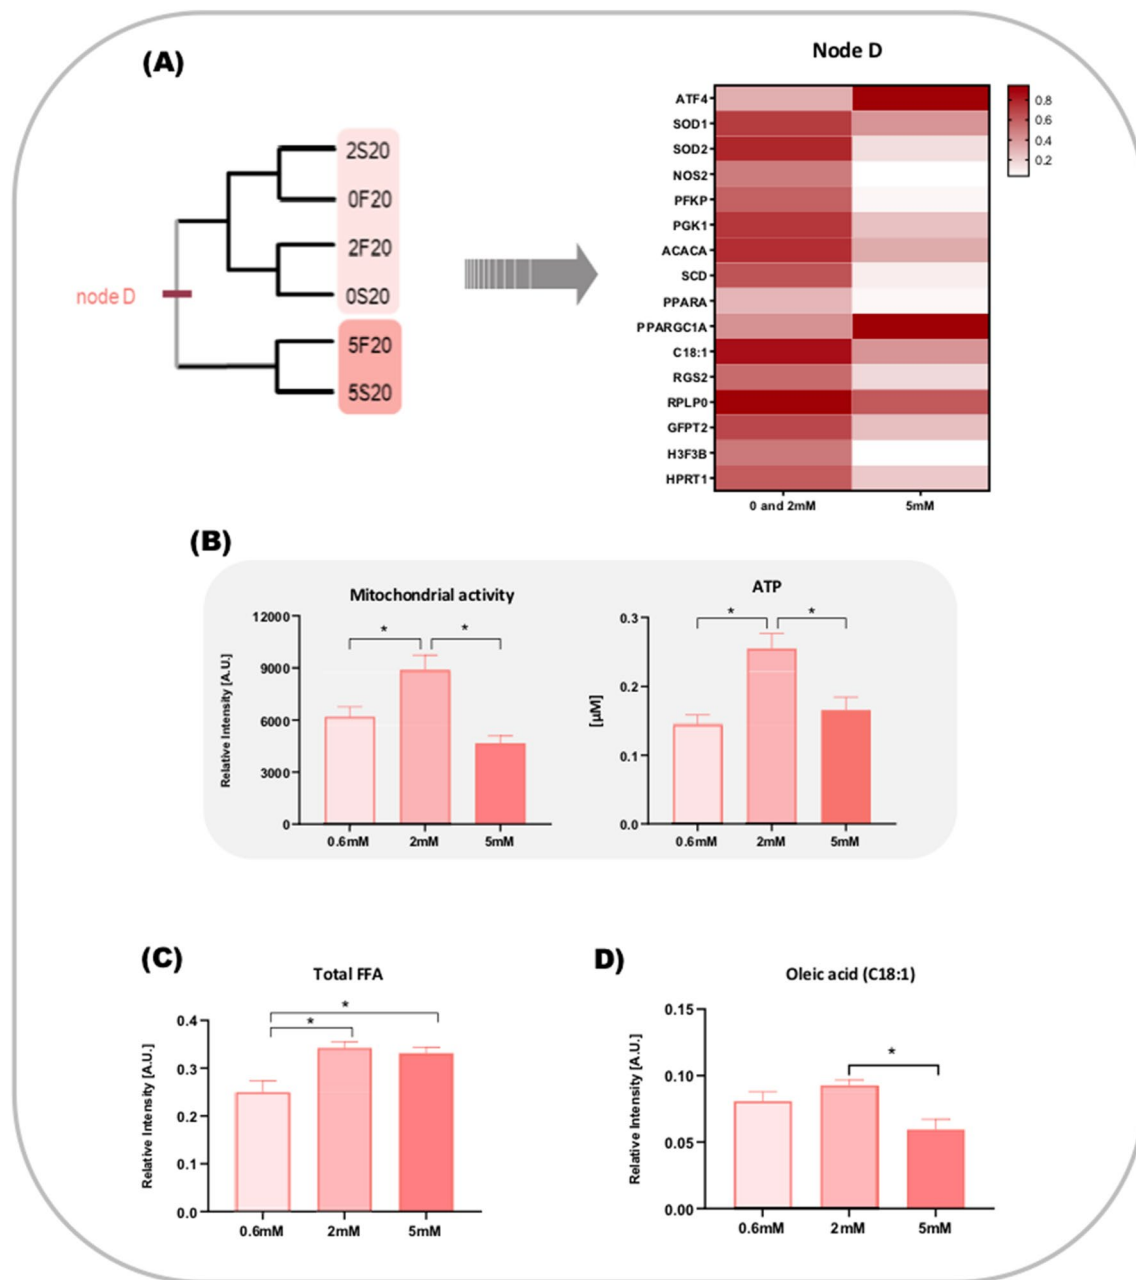 (A)
Node D
2S20
0F20
2F20
0S20
5F20
5S20
node D
ATF4
SOD1
SOD2
NOS2
PFKP
PGK1
ACACA
SCD
PPARA
PPARGC1A
C18:1
RGS2
RPLP0
GFPT2
H3F3B
HPRT1
0 and 2mM
5mM
0.8
0.6
0.4
0.2
(B)
Mitochondrial activity
Relative Intensity [A.U.]
12000
9000
6000
3000
0
* *
0.6mM 2mM 5mM
ATP
[µM]
0.3
0.2
0.1
0.0
* *
0.6mM 2mM 5mM
(C)
Total FFA
Relative Intensity [A.U.]
0.4
0.3
0.2
0.1
0.0
*
*
0.6mM 2mM 5mM
D)
Oleic acid (C18:1)
Relative Intensity [A.U.]
0.15
0.10
0.05
0.00
*
0.6mM 2mM 5mM